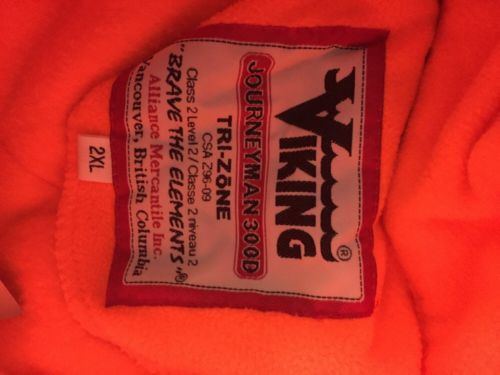 VIKING®
JOURNEYMAN 300D
TRI-ZÖNE
CSA Z96-09
Class 2 Level 2 / Classe 2 niveau 2
"BRAVE THE ELEMENTS"®
Alliance Mercantile Inc.
Vancouver, British Columbia
2XL